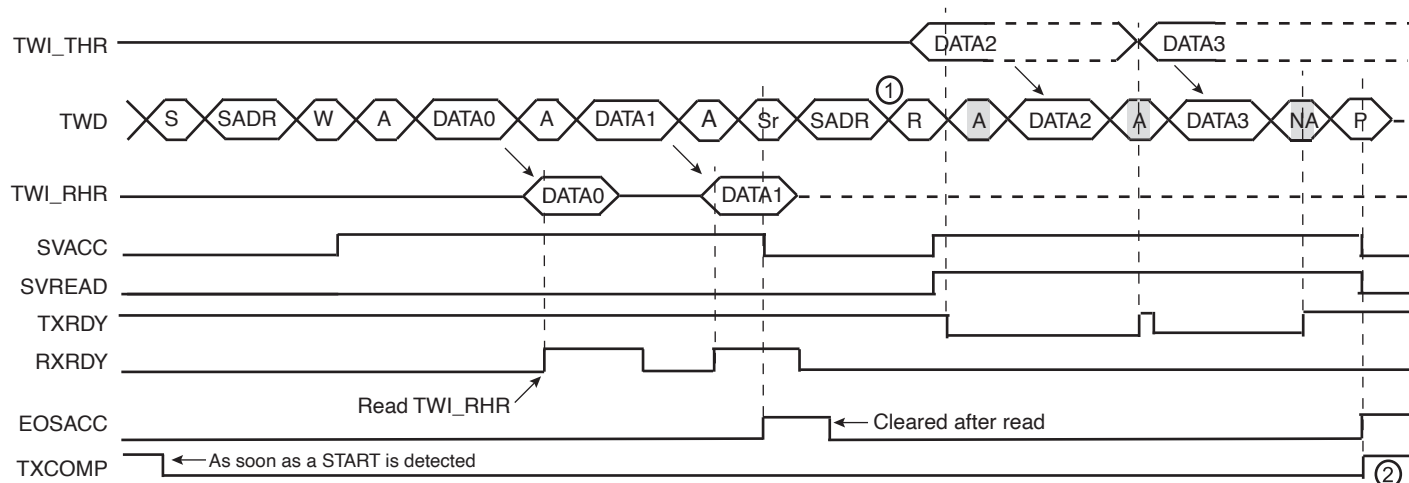 TWI_THR DATA2 DATA3
①
TWD S SADR W A DATA0 A DATA1 A Sr SADR R A DATA2 A DATA3 NA P
TWI_RHR DATA0 DATA1
SVACC
SVREAD
TXRDY
RXRDY
Read TWI_RHR
EOSACC Cleared after read
TXCOMP As soon as a START is detected ②